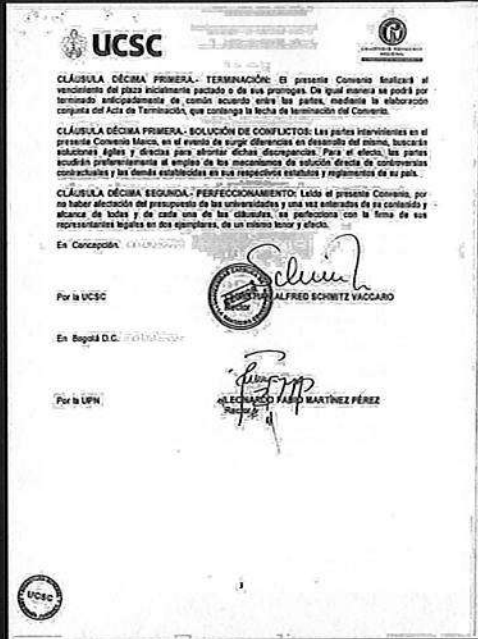 UCSC
CLÁUSULA DÉCIMA PRIMERA.- TERMINACIÓN: El presente Convenio finalizará al
vencimiento del plazo inicialmente pactado o de sus prorrogas. De igual manera se podrá por
terminado anticipadamente de común acuerdo entre las partes, mediante la elaboración
conjunta del Acta de Terminación, que contenga la fecha de terminación del Convenio.
CLÁUSULA DÉCIMA PRIMERA.- SOLUCIÓN DE CONFLICTOS: Las partes intervinientes en el
presente Convenio Marco, en el evento de surgir diferencias en desarrollo del mismo, buscarán
soluciones ágiles y directas para afrontar dichas discrepancias. Para el efecto, las partes
acudirán preferencialmente al empleo de los mecanismos de solución directa de controversias
contractuales y las demás establecidas en sus respectivos estatutos y reglamentos de su país.
CLÁUSULA DÉCIMA SEGUNDA.- PERFECCIONAMIENTO: Leído el presente Convenio, por
no haber afectación del presupuesto de las universidades y una vez enterados de su contenido y
alcance de todas y de cada una de las cláusulas, se perfecciona con la firma de sus
representantes legales en dos ejemplares, de un mismo tenor y efecto.
En Concepción,
Por la UCSC
ALFRED SCHMITZ VACCARO
Rector
En Bogotá D.C.
Por la UPN
LEONARDO FABIO MARTÍNEZ PÉREZ
Rector
3
UCSC